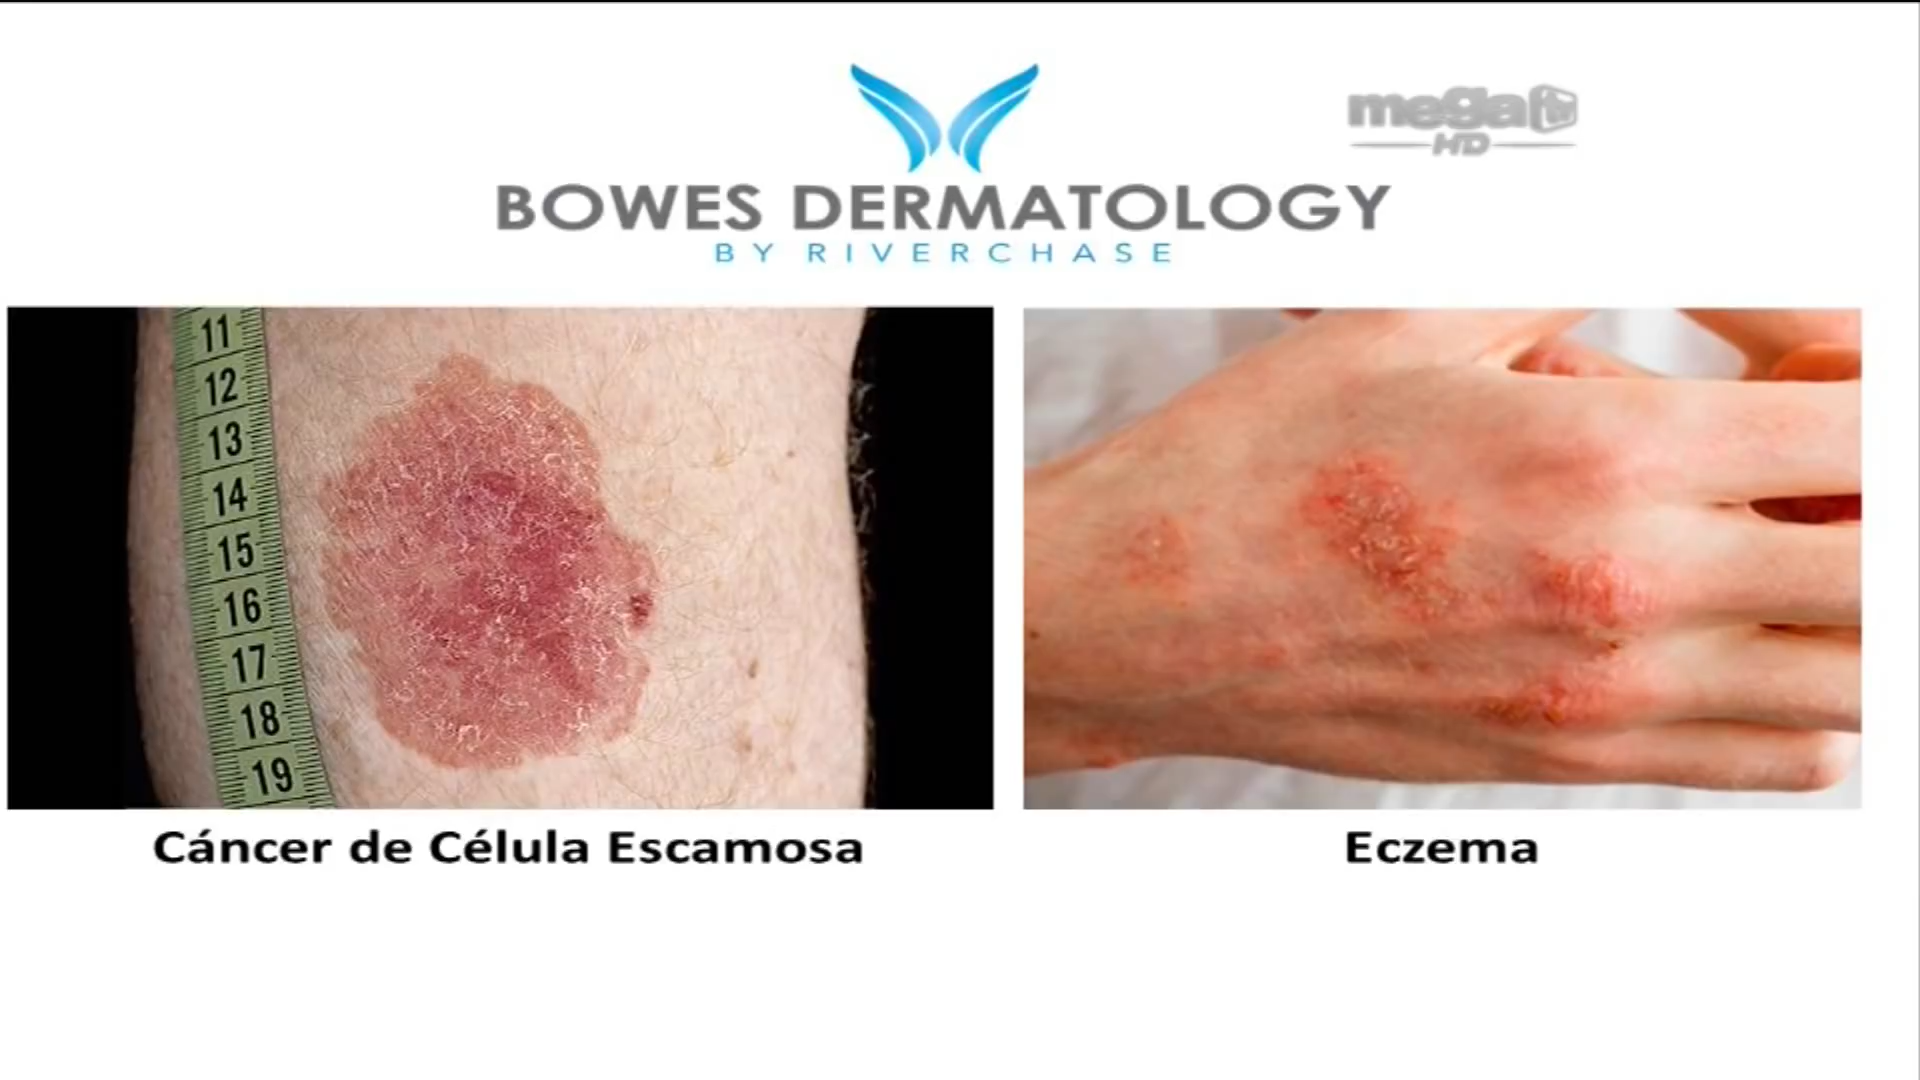 mega tv
HD
BOWES DERMATOLOGY
BY RIVERCHASE
11
12
13
14
15
16
17
18
19
Cáncer de Célula Escamosa
Eczema